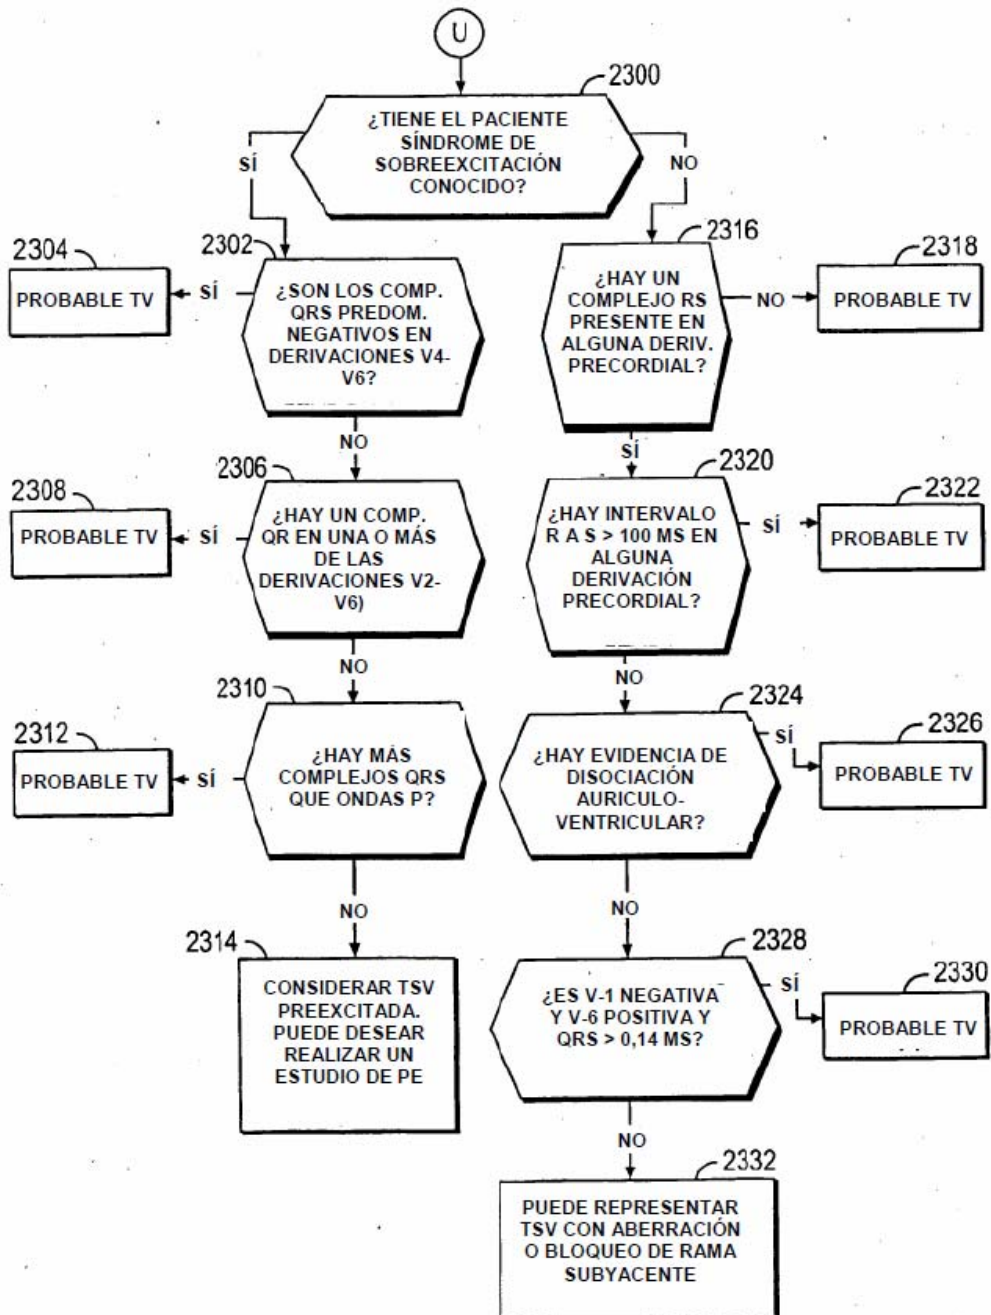 U
2300
¿TIENE EL PACIENTE
SÍNDROME DE
SOBREEXCITACIÓN
CONOCIDO?
SÍ
NO
2302
¿SON LOS COMP.
QRS PREDOM.
NEGATIVOS EN
DERIVACIONES V4-
V6?
SÍ
2304
PROBABLE TV
NO
2316
¿HAY UN
COMPLEJO RS
PRESENTE EN
ALGUNA DERIV.
PRECORDIAL?
NO
2318
PROBABLE TV
SÍ
2306
¿HAY UN COMP.
QR EN UNA O MÁS
DE LAS
DERIVACIONES V2-
V6)
SÍ
2308
PROBABLE TV
NO
2320
¿HAY INTERVALO
R A S > 100 MS EN
ALGUNA
DERIVACIÓN
PRECORDIAL?
SÍ
2322
PROBABLE TV
NO
2310
¿HAY MÁS
COMPLEJOS QRS
QUE ONDAS P?
SÍ
2312
PROBABLE TV
NO
2324
¿HAY EVIDENCIA DE
DISOCIACIÓN
AURICULO-
VENTRICULAR?
SÍ
2326
PROBABLE TV
NO
2314
CONSIDERAR TSV
PREEXCITADA.
PUEDE DESEAR
REALIZAR UN
ESTUDIO DE PE
2328
¿ES V-1 NEGATIVA
Y V-6 POSITIVA Y
QRS > 0,14 MS?
SÍ
2330
PROBABLE TV
NO
2332
PUEDE REPRESENTAR
TSV CON ABERRACIÓN
O BLOQUEO DE RAMA
SUBYACENTE